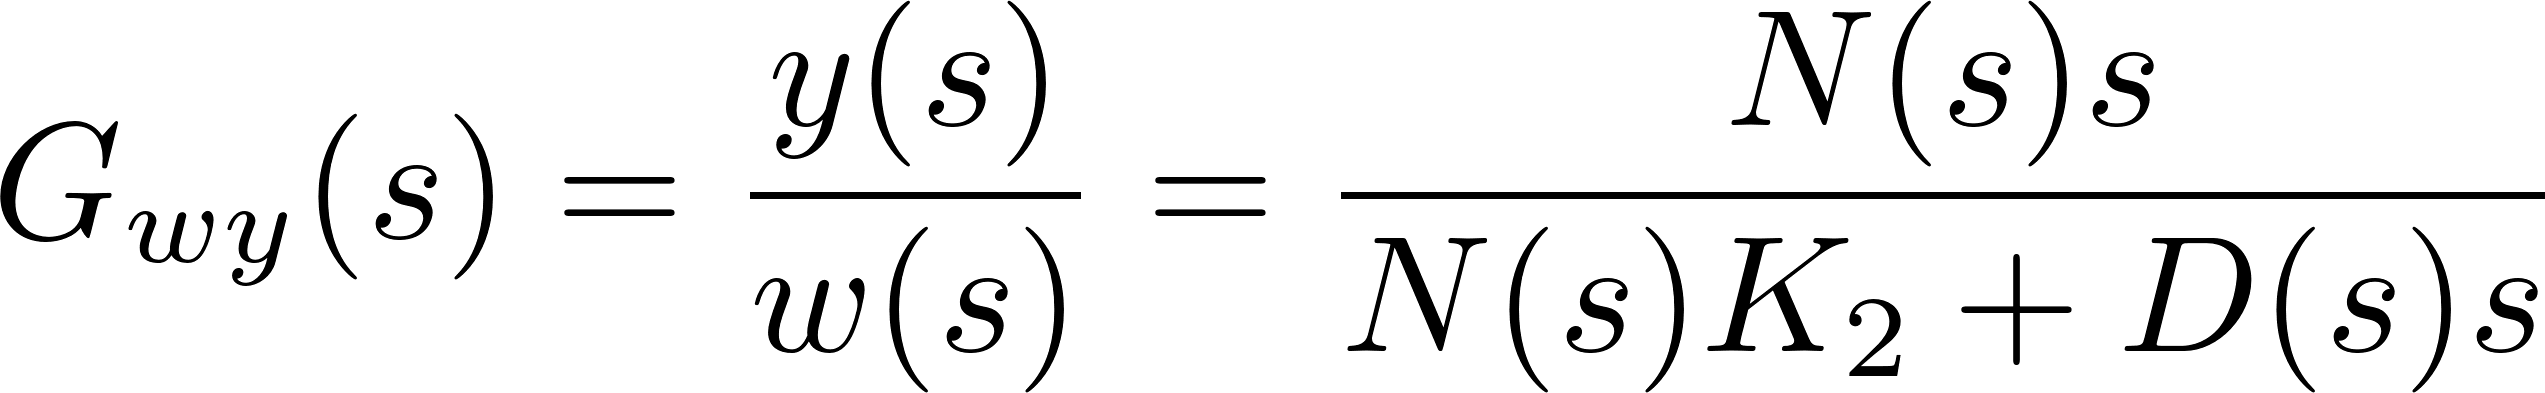 G_{wy}(s) = \frac{y(s)}{w(s)} = \frac{N(s)s}{N(s)K_2 + D(s)s}